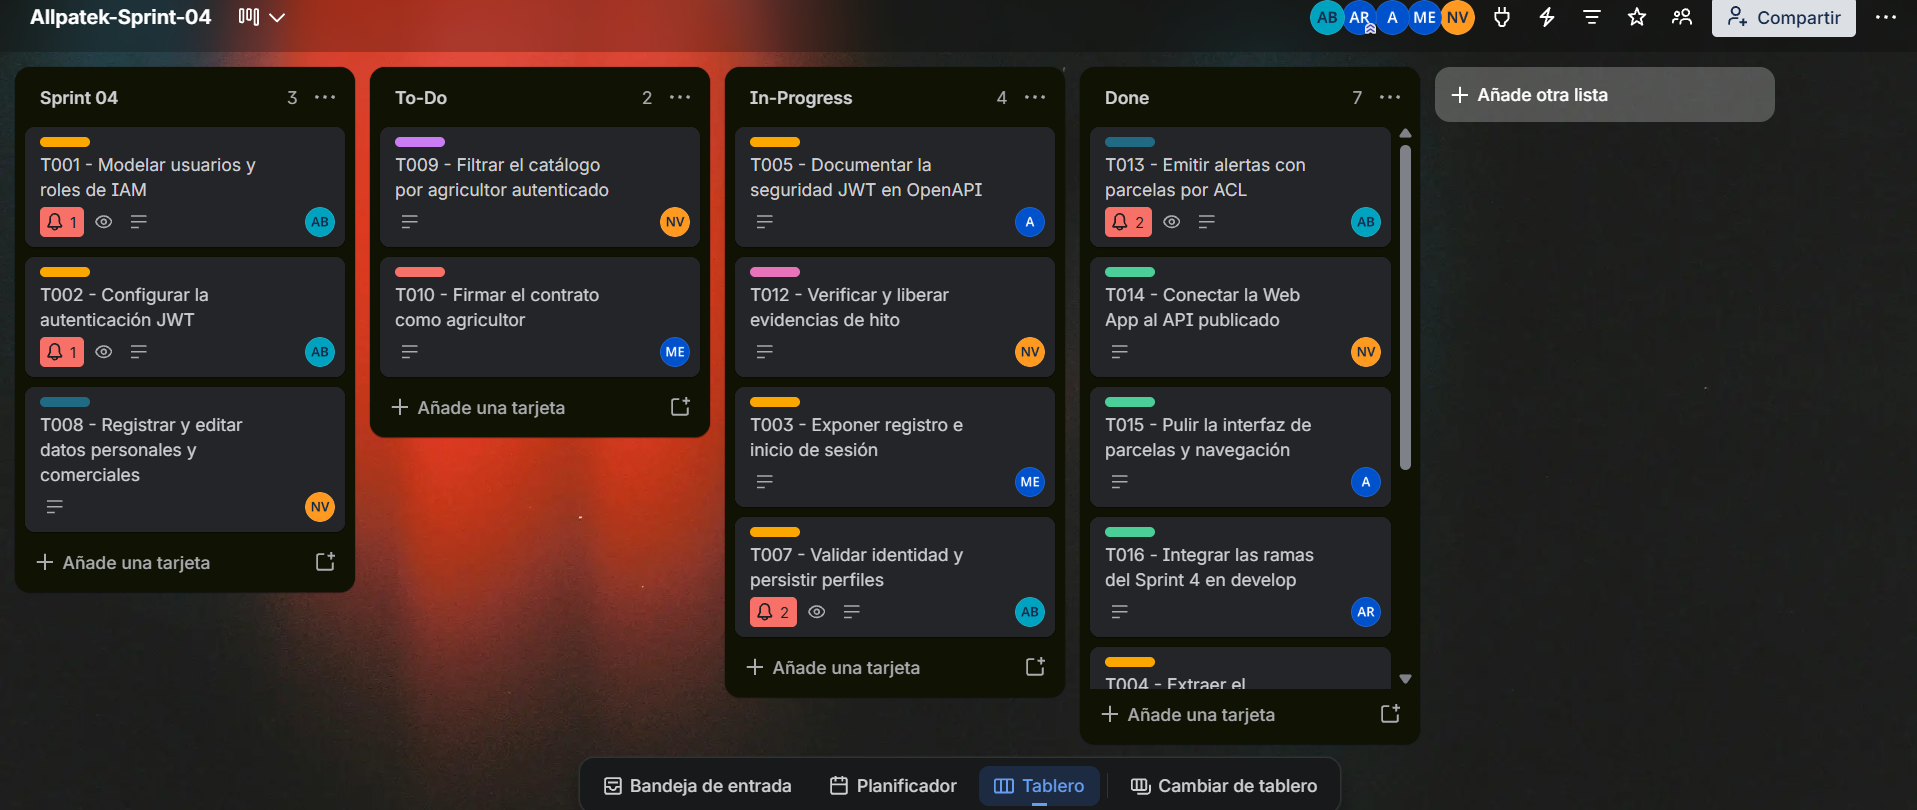 Allpatek-Sprint-04
AB AR A ME NV
Compartir
Sprint 04 3
T001 - Modelar usuarios y
roles de IAM
1
AB
T002 - Configurar la
autenticación JWT
1
AB
T008 - Registrar y editar
datos personales y
comerciales
NV
Añade una tarjeta
To-Do 2
T009 - Filtrar el catálogo
por agricultor autenticado
NV
T010 - Firmar el contrato
como agricultor
ME
Añade una tarjeta
In-Progress 4
T005 - Documentar la
seguridad JWT en OpenAPI
A
T012 - Verificar y liberar
evidencias de hito
NV
T003 - Exponer registro e
inicio de sesión
ME
T007 - Validar identidad y
persistir perfiles
2
AB
Añade una tarjeta
Done 7
T013 - Emitir alertas con
parcelas por ACL
2
AB
T014 - Conectar la Web
App al API publicado
NV
T015 - Pulir la interfaz de
parcelas y navegación
A
T016 - Integrar las ramas
del Sprint 4 en develop
AR
T004 - Extraer el
Añade una tarjeta
Añade otra lista
Bandeja de entrada
Planificador
Tablero
Cambiar de tablero